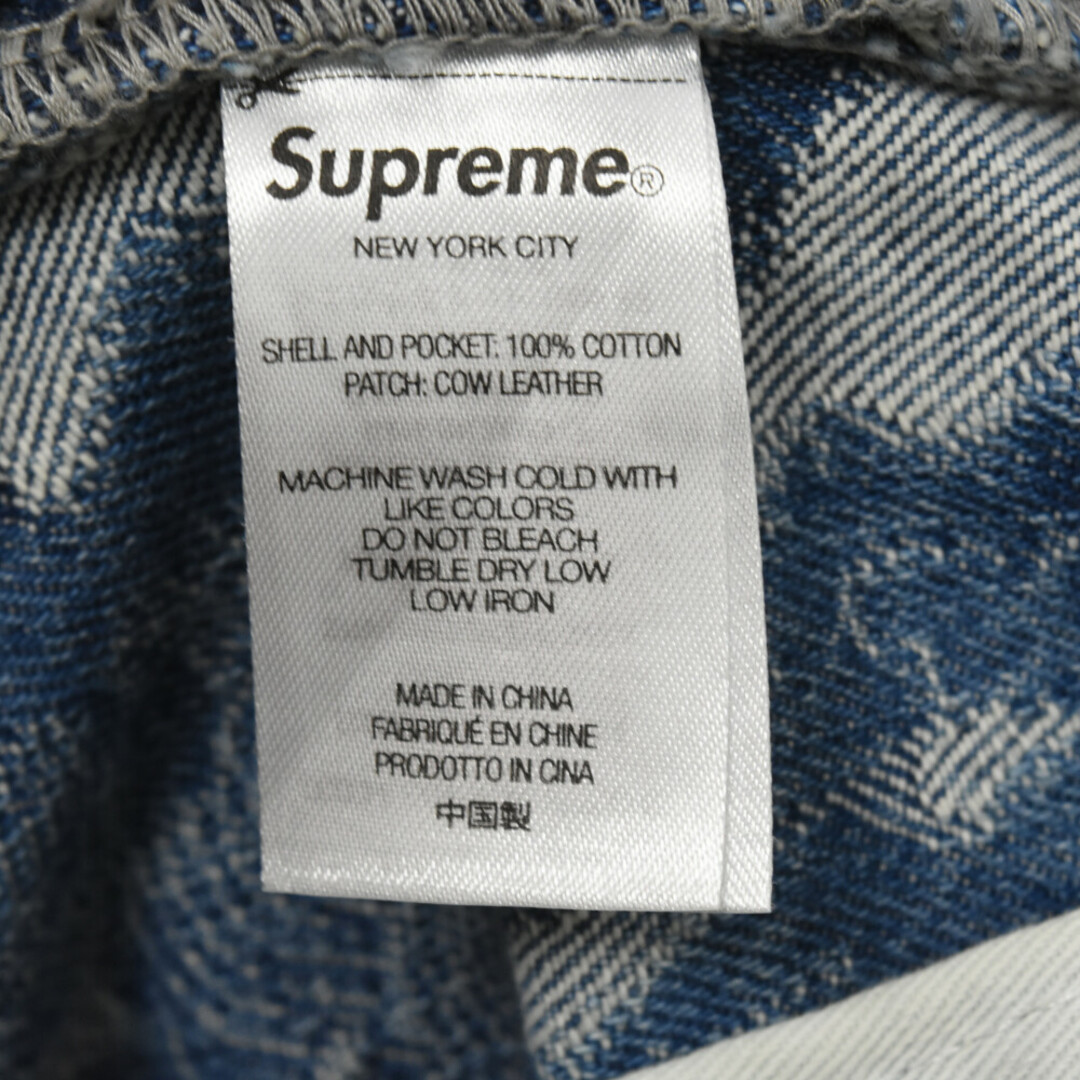 Supreme®
NEW YORK CITY
SHELL AND POCKET: 100% COTTON
PATCH: COW LEATHER
MACHINE WASH COLD WITH
LIKE COLORS
DO NOT BLEACH
TUMBLE DRY LOW
LOW IRON
MADE IN CHINA
FABRIQUÉ EN CHINE
PRODOTTO IN CINA
中国製